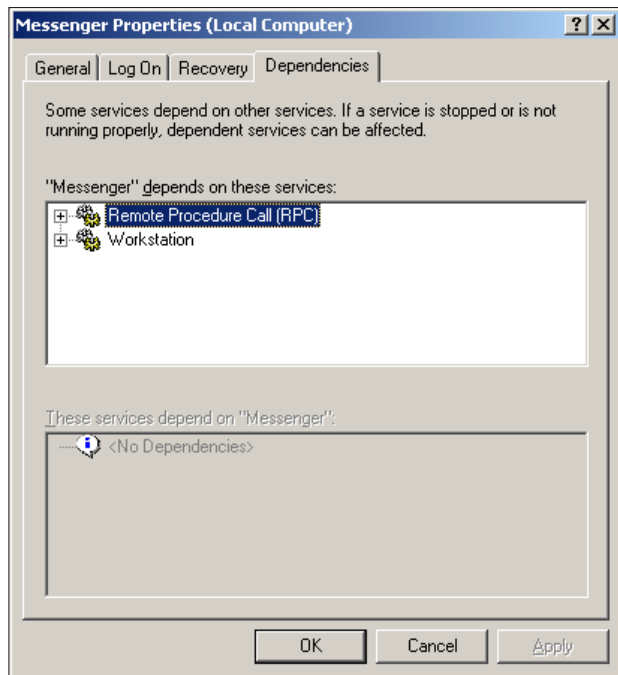 Messenger Properties (Local Computer)
General Log On Recovery Dependencies
Some services depend on other services. If a service is stopped or is not
running properly, dependent services can be affected.
"Messenger" depends on these services:
Remote Procedure Call (RPC)
Workstation
These services depend on "Messenger":
<No Dependencies>
OK Cancel Apply